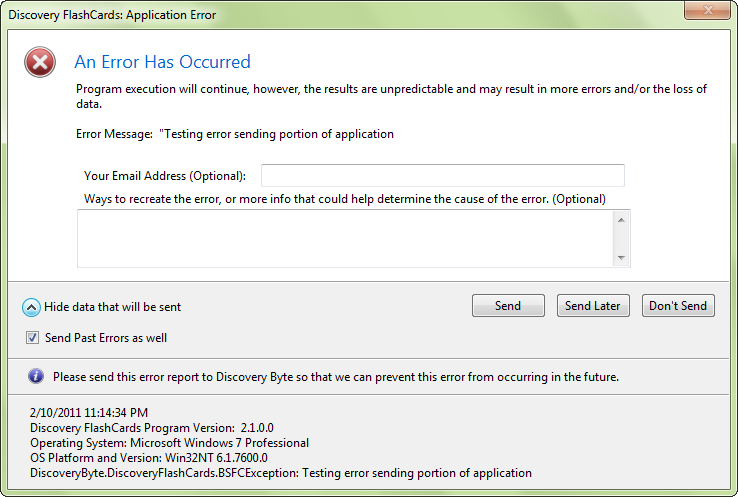 Discovery FlashCards: Application Error
An Error Has Occurred
Program execution will continue, however, the results are unpredictable and may result in more errors and/or the loss of
data.
Error Message:  "Testing error sending portion of application
Your Email Address (Optional):
Ways to recreate the error, or more info that could help determine the cause of the error. (Optional)
Hide data that will be sent
Send
Send Later
Don't Send
Send Past Errors as well
Please send this error report to Discovery Byte so that we can prevent this error from occurring in the future.
2/10/2011 11:14:34 PM
Discovery FlashCards Program Version:  2.1.0.0
Operating System: Microsoft Windows 7 Professional
OS Platform and Version: Win32NT 6.1.7600.0
DiscoveryByte.DiscoveryFlashCards.BSFCException: Testing error sending portion of application